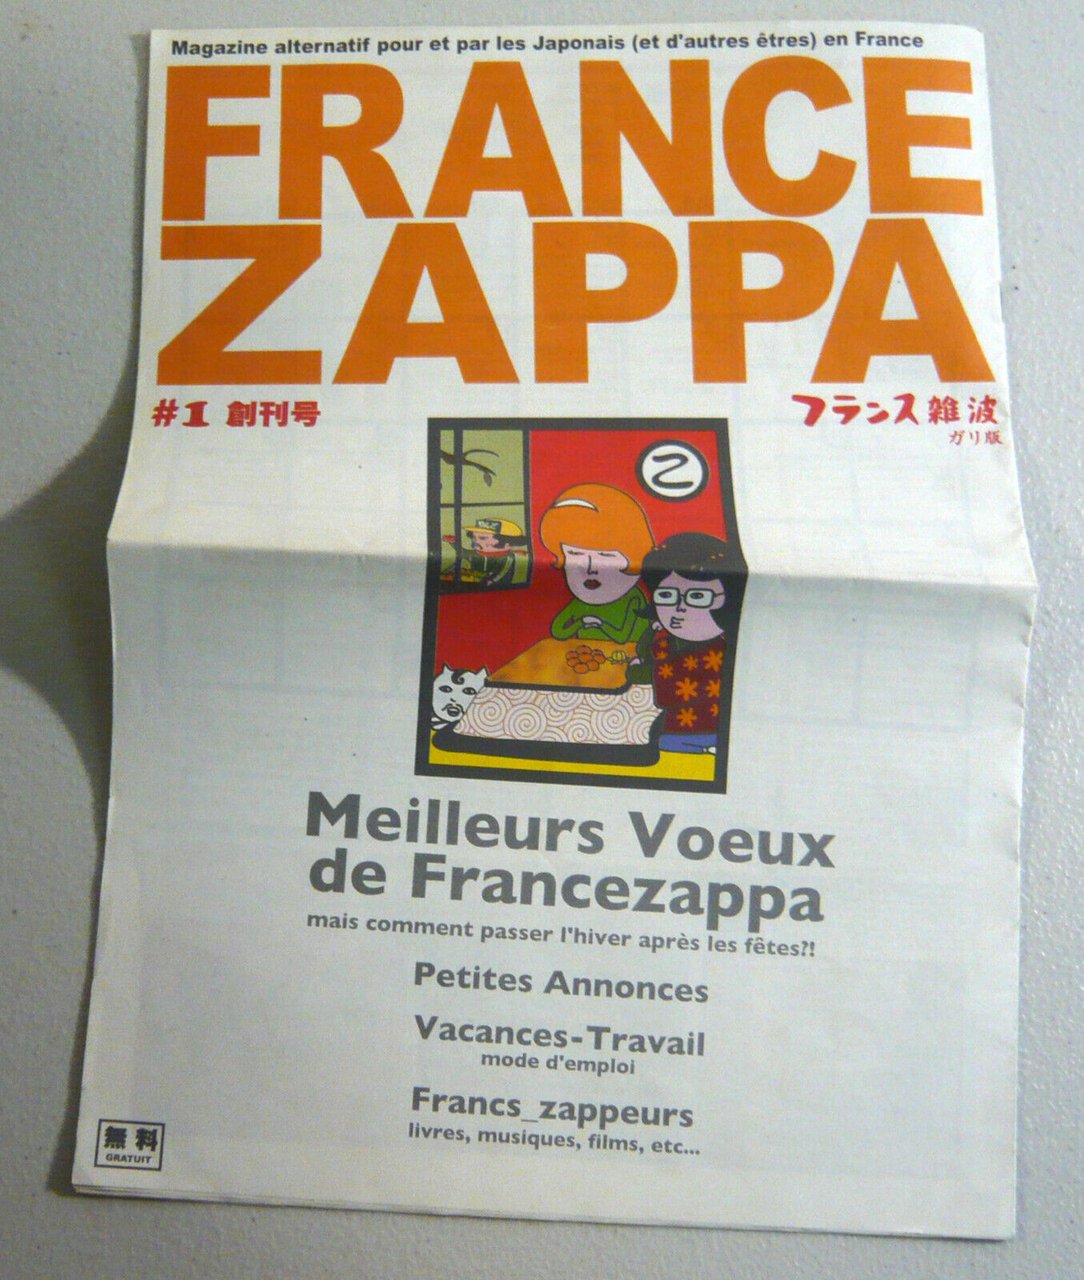 Magazine alternatif pour et par les Japonais (et d'autres êtres) en France
FRANCE
ZAPPA
#1 創刊号
フランス雑波
ガリ版
乙
Meilleurs Voeux
de Francezappa
mais comment passer l'hiver après les fêtes?!
Petites Annonces
Vacances-Travail
mode d'emploi
Francs_zappeurs
livres, musiques, films, etc...
無料
GRATUIT